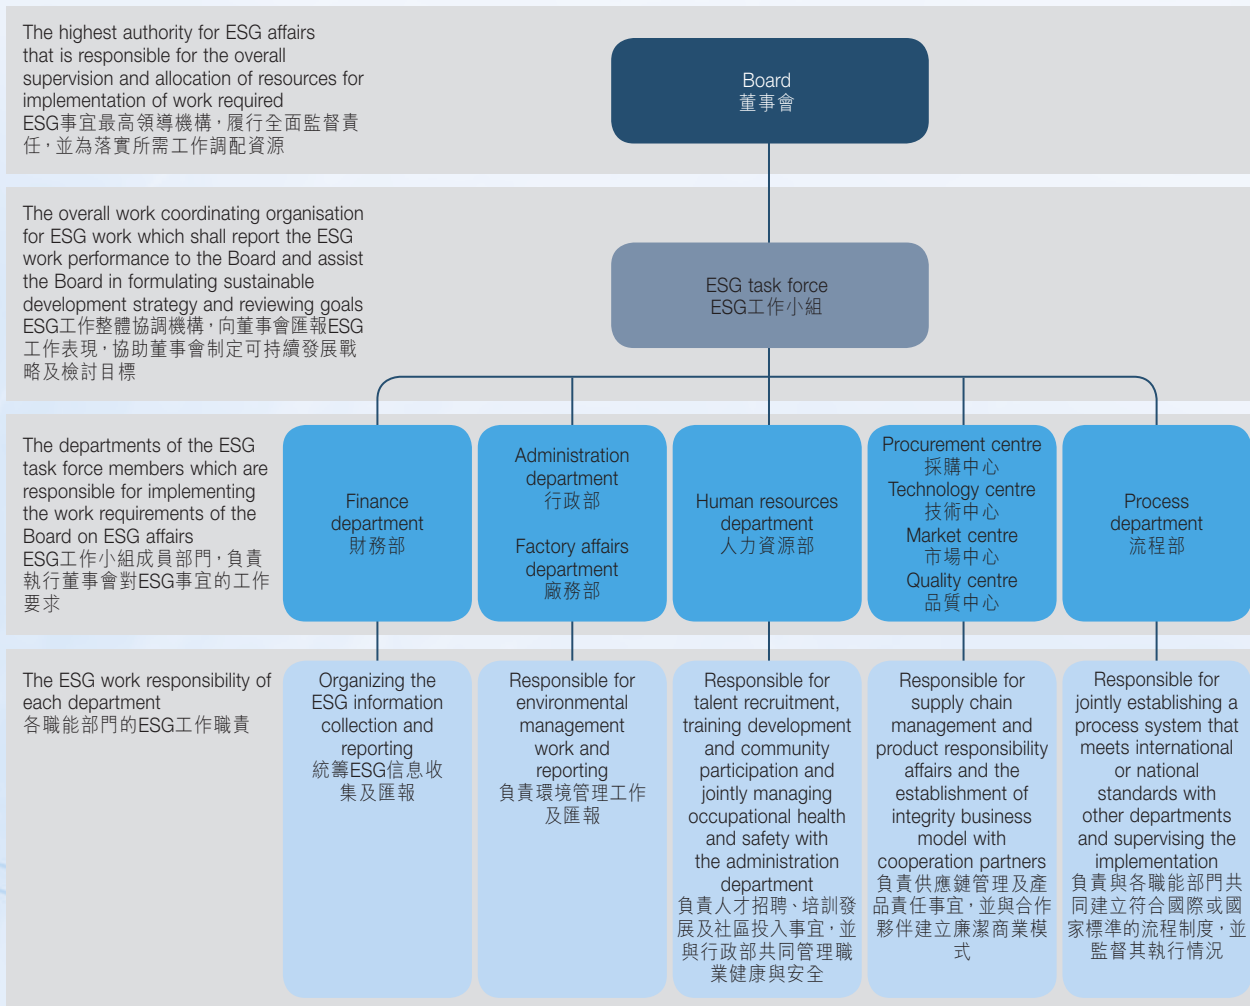 The highest authority for ESG affairs
that is responsible for the overall
supervision and allocation of resources for
implementation of work required
ESG事宜最高領導機構，履行全面監督責
任，並為落實所需工作調配資源
Board
董事會
The overall work coordinating organisation
for ESG work which shall report the ESG
work performance to the Board and assist
the Board in formulating sustainable
development strategy and reviewing goals
ESG工作整體協調機構，向董事會匯報ESG
工作表現，協助董事會制定可持續發展戰
略及檢討目標
ESG task force
ESG工作小組
The departments of the ESG
task force members which are
responsible for implementing
the work requirements of the
Board on ESG affairs
ESG工作小組成員部門，負責
執行董事會對ESG事宜的工作
要求
Finance
department
財務部
Administration
department
行政部
Factory affairs
department
廠務部
Human resources
department
人力資源部
Procurement centre
採購中心
Technology centre
技術中心
Market centre
市場中心
Quality centre
品質中心
Process
department
流程部
The ESG work responsibility of
each department
各職能部門的ESG工作職責
Organizing the
ESG information
collection and
reporting
統籌ESG信息收
集及匯報
Responsible for
environmental
management
work and
reporting
負責環境管理工作
及匯報
Responsible for
talent recruitment,
training development
and community
participation and
jointly managing
occupational health
and safety with
the administration
department
負責人才招聘、培訓發
展及社區投入事宜，並
與行政部共同管理職
業健康與安全
Responsible for
supply chain
management and
product responsibility
affairs and the
establishment of
integrity business
model with
cooperation partners
負責供應鏈管理及產
品責任事宜，並與合作
夥伴建立廉潔商業模
式
Responsible for
jointly establishing a
process system that
meets international
or national
standards with
other departments
and supervising the
implementation
負責與各職能部門共
同建立符合國際或國
家標準的流程制度，並
監督其執行情況